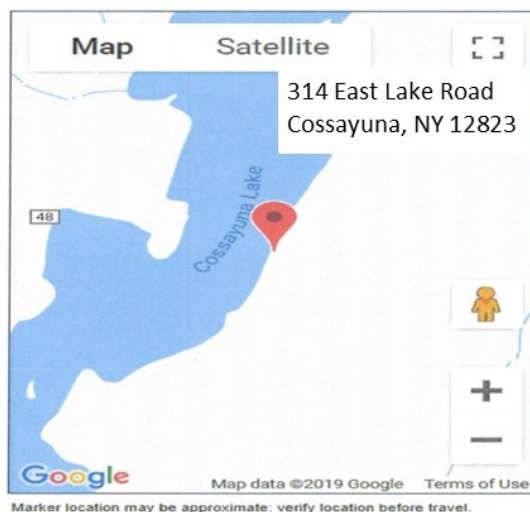 Map Satellite
314 East Lake Road
Cossayuna, NY 12823
Cossayuna Lake
48
Google
Map data ©2019 Google Terms of Use
Marker location may be approximate; verify location before travel.